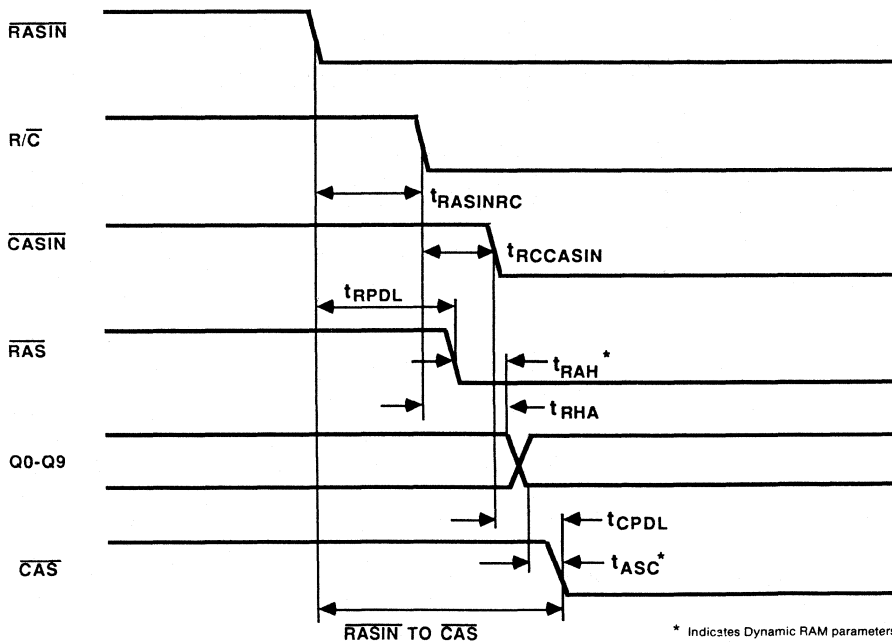 RASIN
R/C
tRASINRC
CASIN
tRCCASIN
tRPDL
RAS
tRAH*
tRHA
Q0-Q9
tCPDL
CAS
tASC*
RASIN TO CAS
* Indicates Dynamic RAM parameters